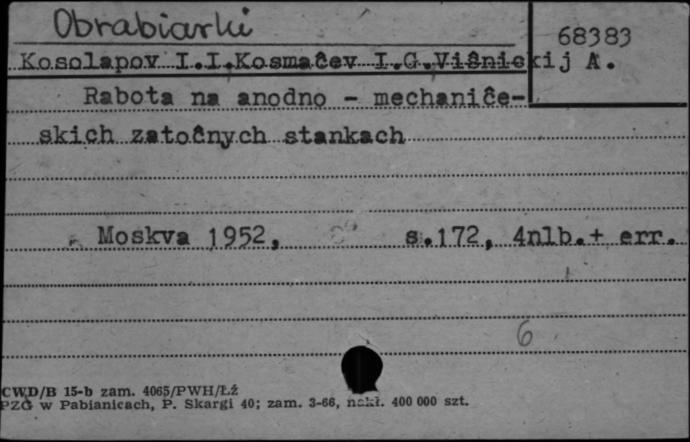 Obrabiarki
68383
Kosolapov I.I.Kosmačev I.G.Višnickij A.
Rabota na anodno - mechaniče-
skich zatočnych stankach
Moskva 1952, s.172, 4nlb.+ err.
6
CWD/B 15-b zam. 4065/PWH/Łź
PZG w Pabianicach, P. Skargi 40; zam. 3-66, nakł. 400 000 szt.